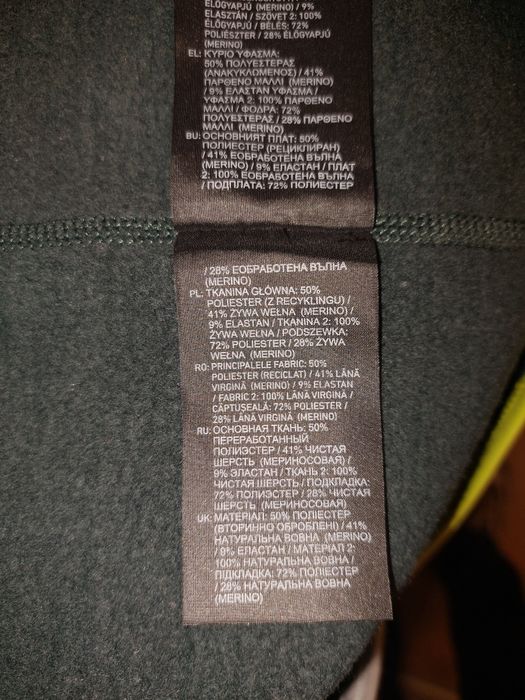 ÉLŐGYAPJÚ (MERINO) / 9%
ELASZTÁN / SZÖVET 2: 100%
ÉLŐGYAPJÚ / BÉLÉS: 72%
POLIÉSZTER / 28% ÉLŐGYAPJÚ
(MERINO)
EL: ΚΥΡΙΟ ΥΦΑΣΜΑ:
50% ΠΟΛΥΕΣΤΕΡΑΣ
(ΑΝΑΚΥΚΛΩΜΕΝΟΣ) / 41%
ΠΑΡΘΕΝΟ ΜΑΛΛΙ (MERINO)
/ 9% ΕΛΑΣΤΑΝ ΥΦΑΣΜΑ /
ΥΦΑΣΜΑ 2: 100% ΠΑΡΘΕΝΟ
ΜΑΛΛΙ / ΦΟΔΡΑ: 72%
ΠΟΛΥΕΣΤΕΡΑΣ / 28% ΠΑΡΘΕΝΟ
ΜΑΛΛΙ (MERINO)
BU: ОСНОВНИЯТ ПЛАТ: 50%
ПОЛИЕСТЕР (РЕЦИКЛИРАН)
/ 41% ЕОБРАБОТЕНА ВЪЛНА
(MERINO) / 9% ЕЛАСТАН / ПЛАТ
2: 100% ЕОБРАБОТЕНА ВЪЛНА
/ ПОДПЛАТА: 72% ПОЛИЕСТЕР
/ 28% ЕОБРАБОТЕНА ВЪЛНА
(MERINO)
PL: TKANINA GŁÓWNA: 50%
POLIESTER (Z RECYKLINGU) /
41% ŻYWA WEŁNA (MERINO) /
9% ELASTAN / TKANINA 2: 100%
ŻYWA WEŁNA / PODSZEWKA:
72% POLIESTER / 28% ŻYWA
WEŁNA (MERINO)
RO: PRINCIPALELE FABRIC: 50%
POLIESTER (RECICLAT) / 41% LÂNĂ
VIRGINĂ (MERINO) / 9% ELASTAN
/ FABRIC 2: 100% LÂNĂ VIRGINĂ /
CĂPTUȘEALĂ: 72% POLIESTER /
28% LÂNĂ VIRGINĂ (MERINO)
RU: ОСНОВНАЯ ТКАНЬ: 50%
ПЕРЕРАБОТАННЫЙ
ПОЛИЭСТЕР / 41% ЧИСТАЯ
ШЕРСТЬ (МЕРИНОСОВАЯ) /
9% ЭЛАСТАН / ТКАНЬ 2: 100%
ЧИСТАЯ ШЕРСТЬ / ПОДКЛАДКА:
72% ПОЛИЭСТЕР / 28% ЧИСТАЯ
ШЕРСТЬ (МЕРИНОСОВАЯ)
UK: МАТЕРІАЛ: 50% ПОЛІЕСТЕР
(ВТОРИННО ОБРОБЛЕНІ) / 41%
НАТУРАЛЬНА ВОВНА (MERINO)
/ 9% ЕЛАСТАН / МАТЕРІАЛ 2:
100% НАТУРАЛЬНА ВОВНА /
ПІДКЛАДКА: 72% ПОЛІЕСТЕР
/ 28% НАТУРАЛЬНА ВОВНА
(MERINO)